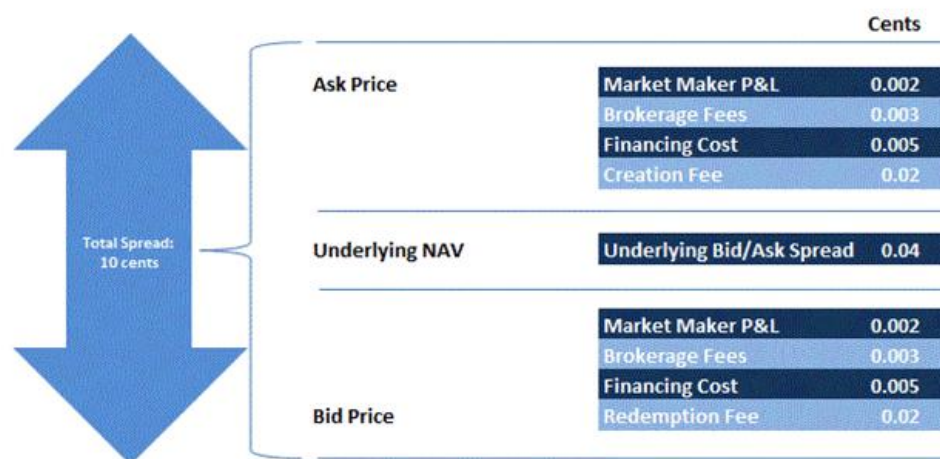 Cents
Ask Price
Market Maker P&L 0.002
Brokerage Fees 0.003
Financing Cost 0.005
Creation Fee 0.02
Total Spread:
10 cents
Underlying NAV
Underlying Bid/Ask Spread 0.04
Market Maker P&L 0.002
Brokerage Fees 0.003
Financing Cost 0.005
Bid Price
Redemption Fee 0.02